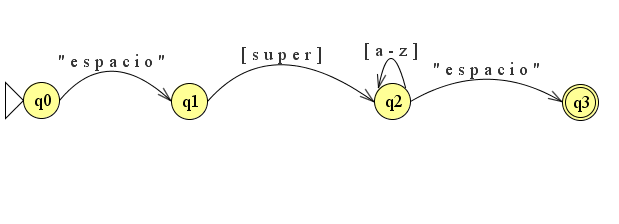 "espacio"
[super]
[a-z]
"espacio"
q0
q1
q2
q3